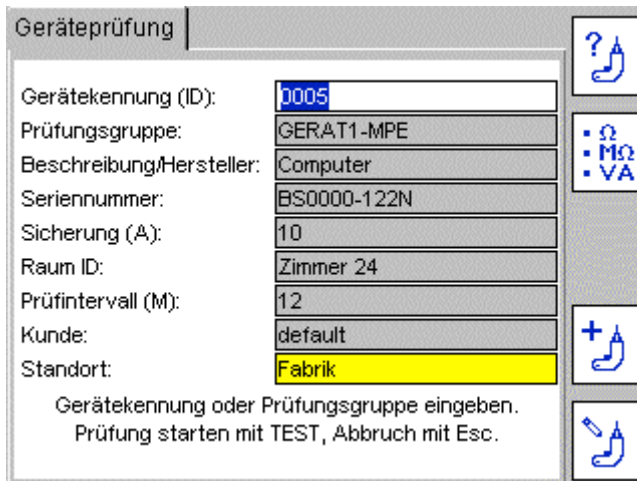 Geräteprüfung
?
Gerätekennung (ID): 0005
Prüfungsgruppe: GERAT1-MPE
Beschreibung/Hersteller: Computer
Seriennummer: BS0000-122N
Sicherung (A): 10
Raum ID: Zimmer 24
Prüfintervall (M): 12
Kunde: default
Standort: Fabrik
Gerätekennung oder Prüfungsgruppe eingeben.
Prüfung starten mit TEST, Abbruch mit Esc.
▪ Ω
▪ MΩ
▪ VA
+